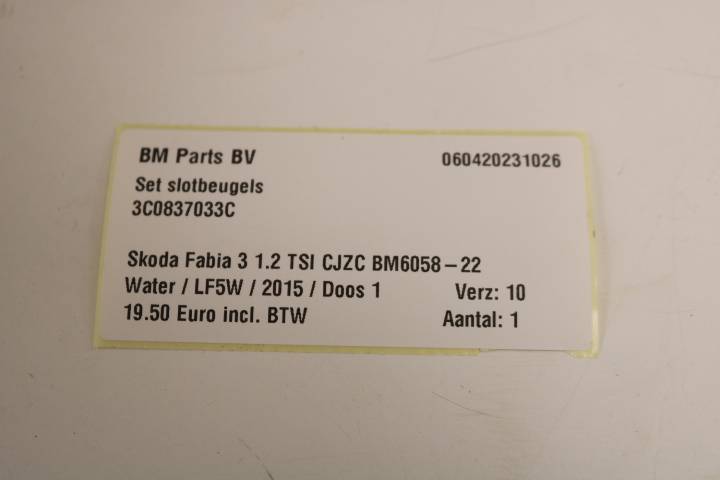 BM Parts BV 060420231026
Set slotbeugels
3C0837033C
Skoda Fabia 3 1.2 TSI CJZC BM6058-22
Water / LF5W / 2015 / Doos 1 Verz: 10
19.50 Euro incl. BTW Aantal: 1